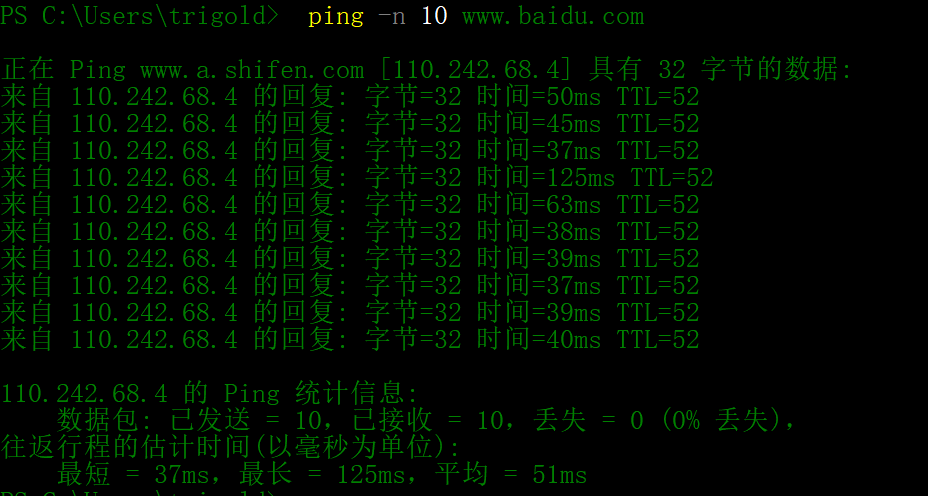 PS C:\Users\trigold>  ping -n 10 www.baidu.com
正在 Ping www.a.shifen.com [110.242.68.4] 具有 32 字节的数据:
来自 110.242.68.4 的回复: 字节=32 时间=50ms TTL=52
来自 110.242.68.4 的回复: 字节=32 时间=45ms TTL=52
来自 110.242.68.4 的回复: 字节=32 时间=37ms TTL=52
来自 110.242.68.4 的回复: 字节=32 时间=125ms TTL=52
来自 110.242.68.4 的回复: 字节=32 时间=63ms TTL=52
来自 110.242.68.4 的回复: 字节=32 时间=38ms TTL=52
来自 110.242.68.4 的回复: 字节=32 时间=39ms TTL=52
来自 110.242.68.4 的回复: 字节=32 时间=37ms TTL=52
来自 110.242.68.4 的回复: 字节=32 时间=39ms TTL=52
来自 110.242.68.4 的回复: 字节=32 时间=40ms TTL=52
110.242.68.4 的 Ping 统计信息:
    数据包: 已发送 = 10，已接收 = 10，丢失 = 0 (0% 丢失)，
往返行程的估计时间(以毫秒为单位):
    最短 = 37ms，最长 = 125ms，平均 = 51ms
PS C:\Users\trigold>